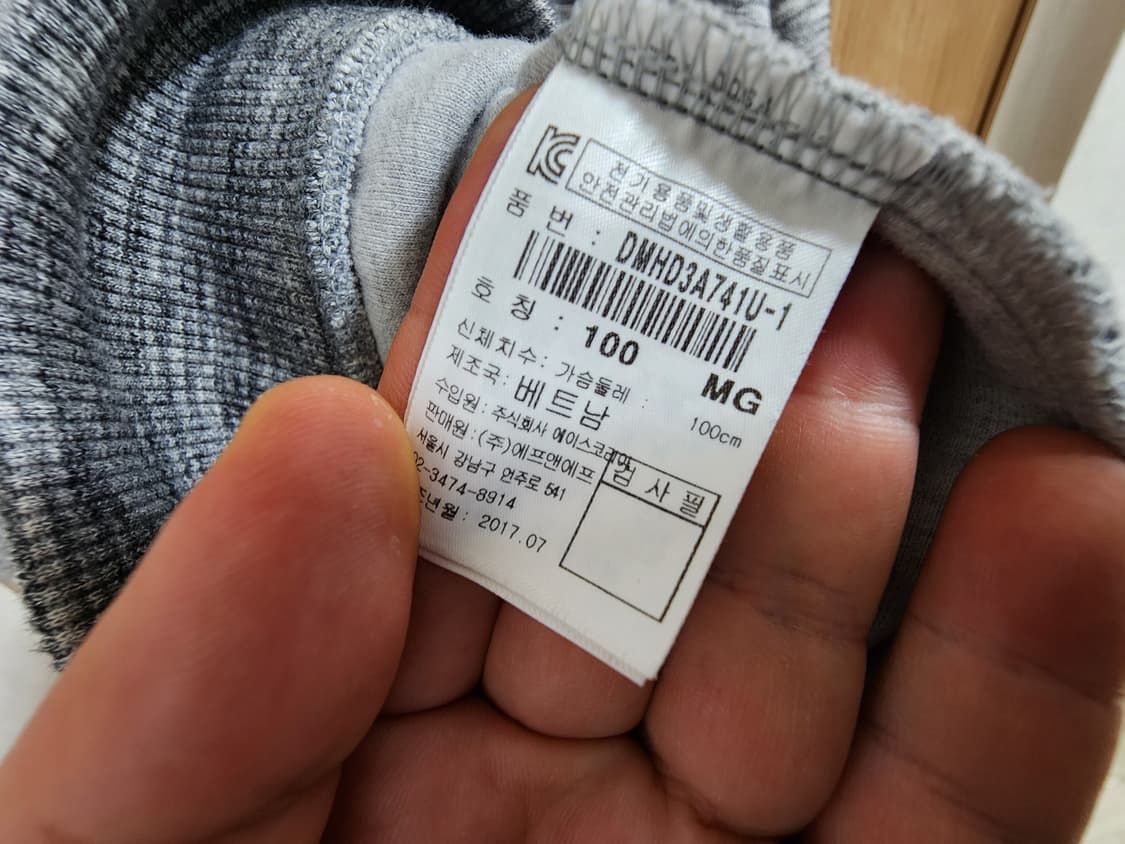 KC 전기용품및생활용품
안전관리법에의한품질표시
품 번 : DMHD3A741U-1
호 칭 : 100 MG
신체치수 : 가슴둘레 : 100cm
제조국 : 베트남
수입원 : 주식회사 에이스코리아
판매원 : (주)에프앤에프
서울시 강남구 언주로 541
02-3474-8914
조년월 : 2017.07
검 사 필